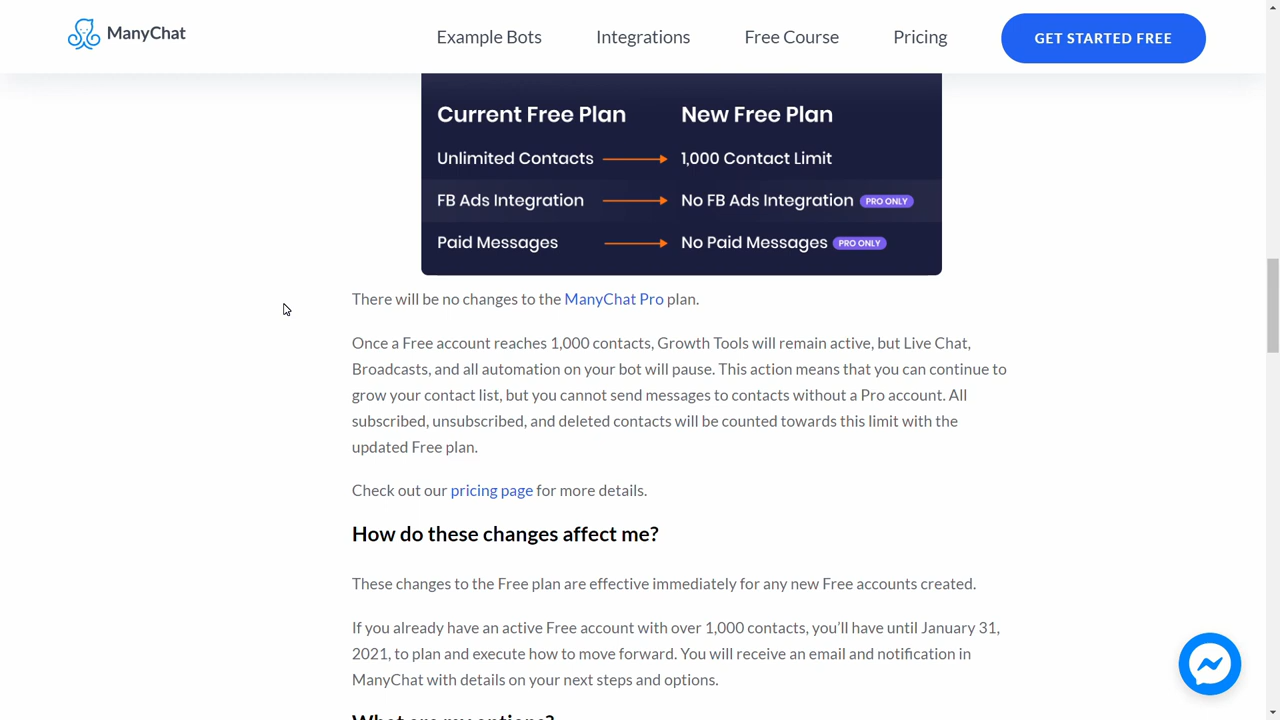 ManyChat
Example Bots
Integrations
Free Course
Pricing
GET STARTED FREE
Current Free Plan
New Free Plan
Unlimited Contacts
1,000 Contact Limit
FB Ads Integration
No FB Ads Integration PRO ONLY
Paid Messages
No Paid Messages PRO ONLY
There will be no changes to the ManyChat Pro plan.
Once a Free account reaches 1,000 contacts, Growth Tools will remain active, but Live Chat,
Broadcasts, and all automation on your bot will pause. This action means that you can continue to
grow your contact list, but you cannot send messages to contacts without a Pro account. All
subscribed, unsubscribed, and deleted contacts will be counted towards this limit with the
updated Free plan.
Check out our pricing page for more details.
How do these changes affect me?
These changes to the Free plan are effective immediately for any new Free accounts created.
If you already have an active Free account with over 1,000 contacts, you’ll have until January 31,
2021, to plan and execute how to move forward. You will receive an email and notification in
ManyChat with details on your next steps and options.
What are my options?